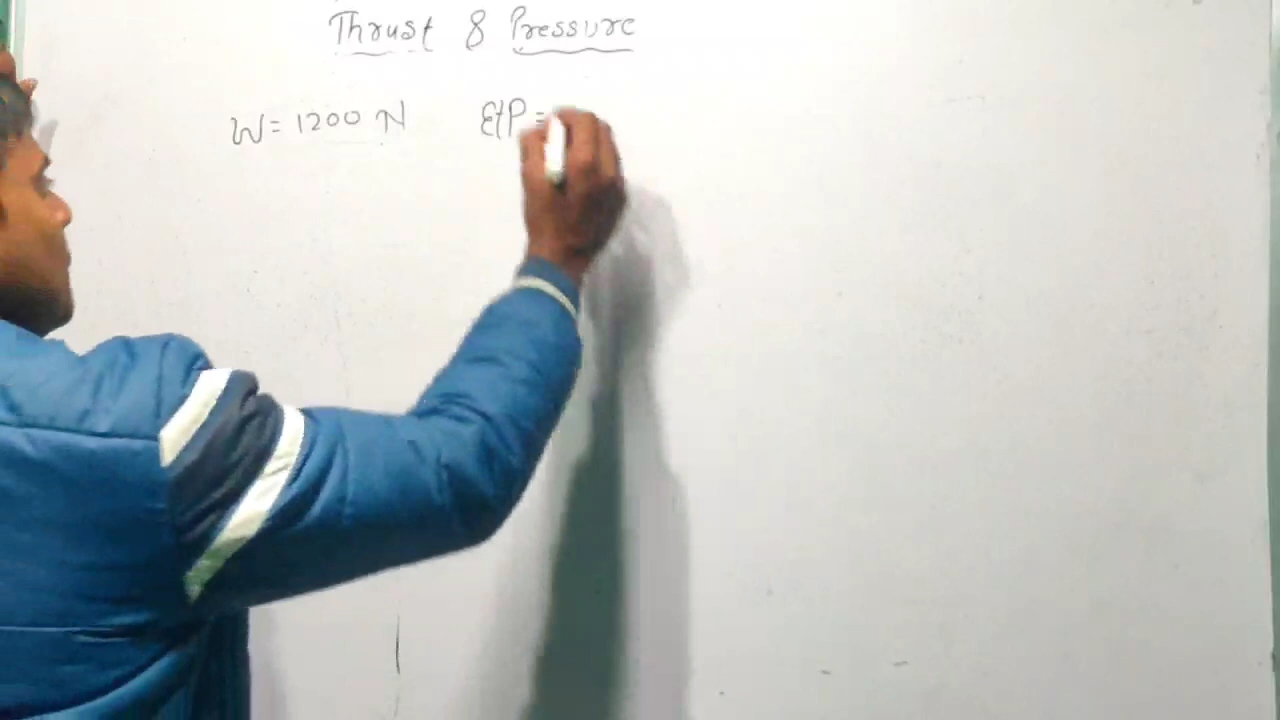 Thrust & Pressure
W = 1200 N =